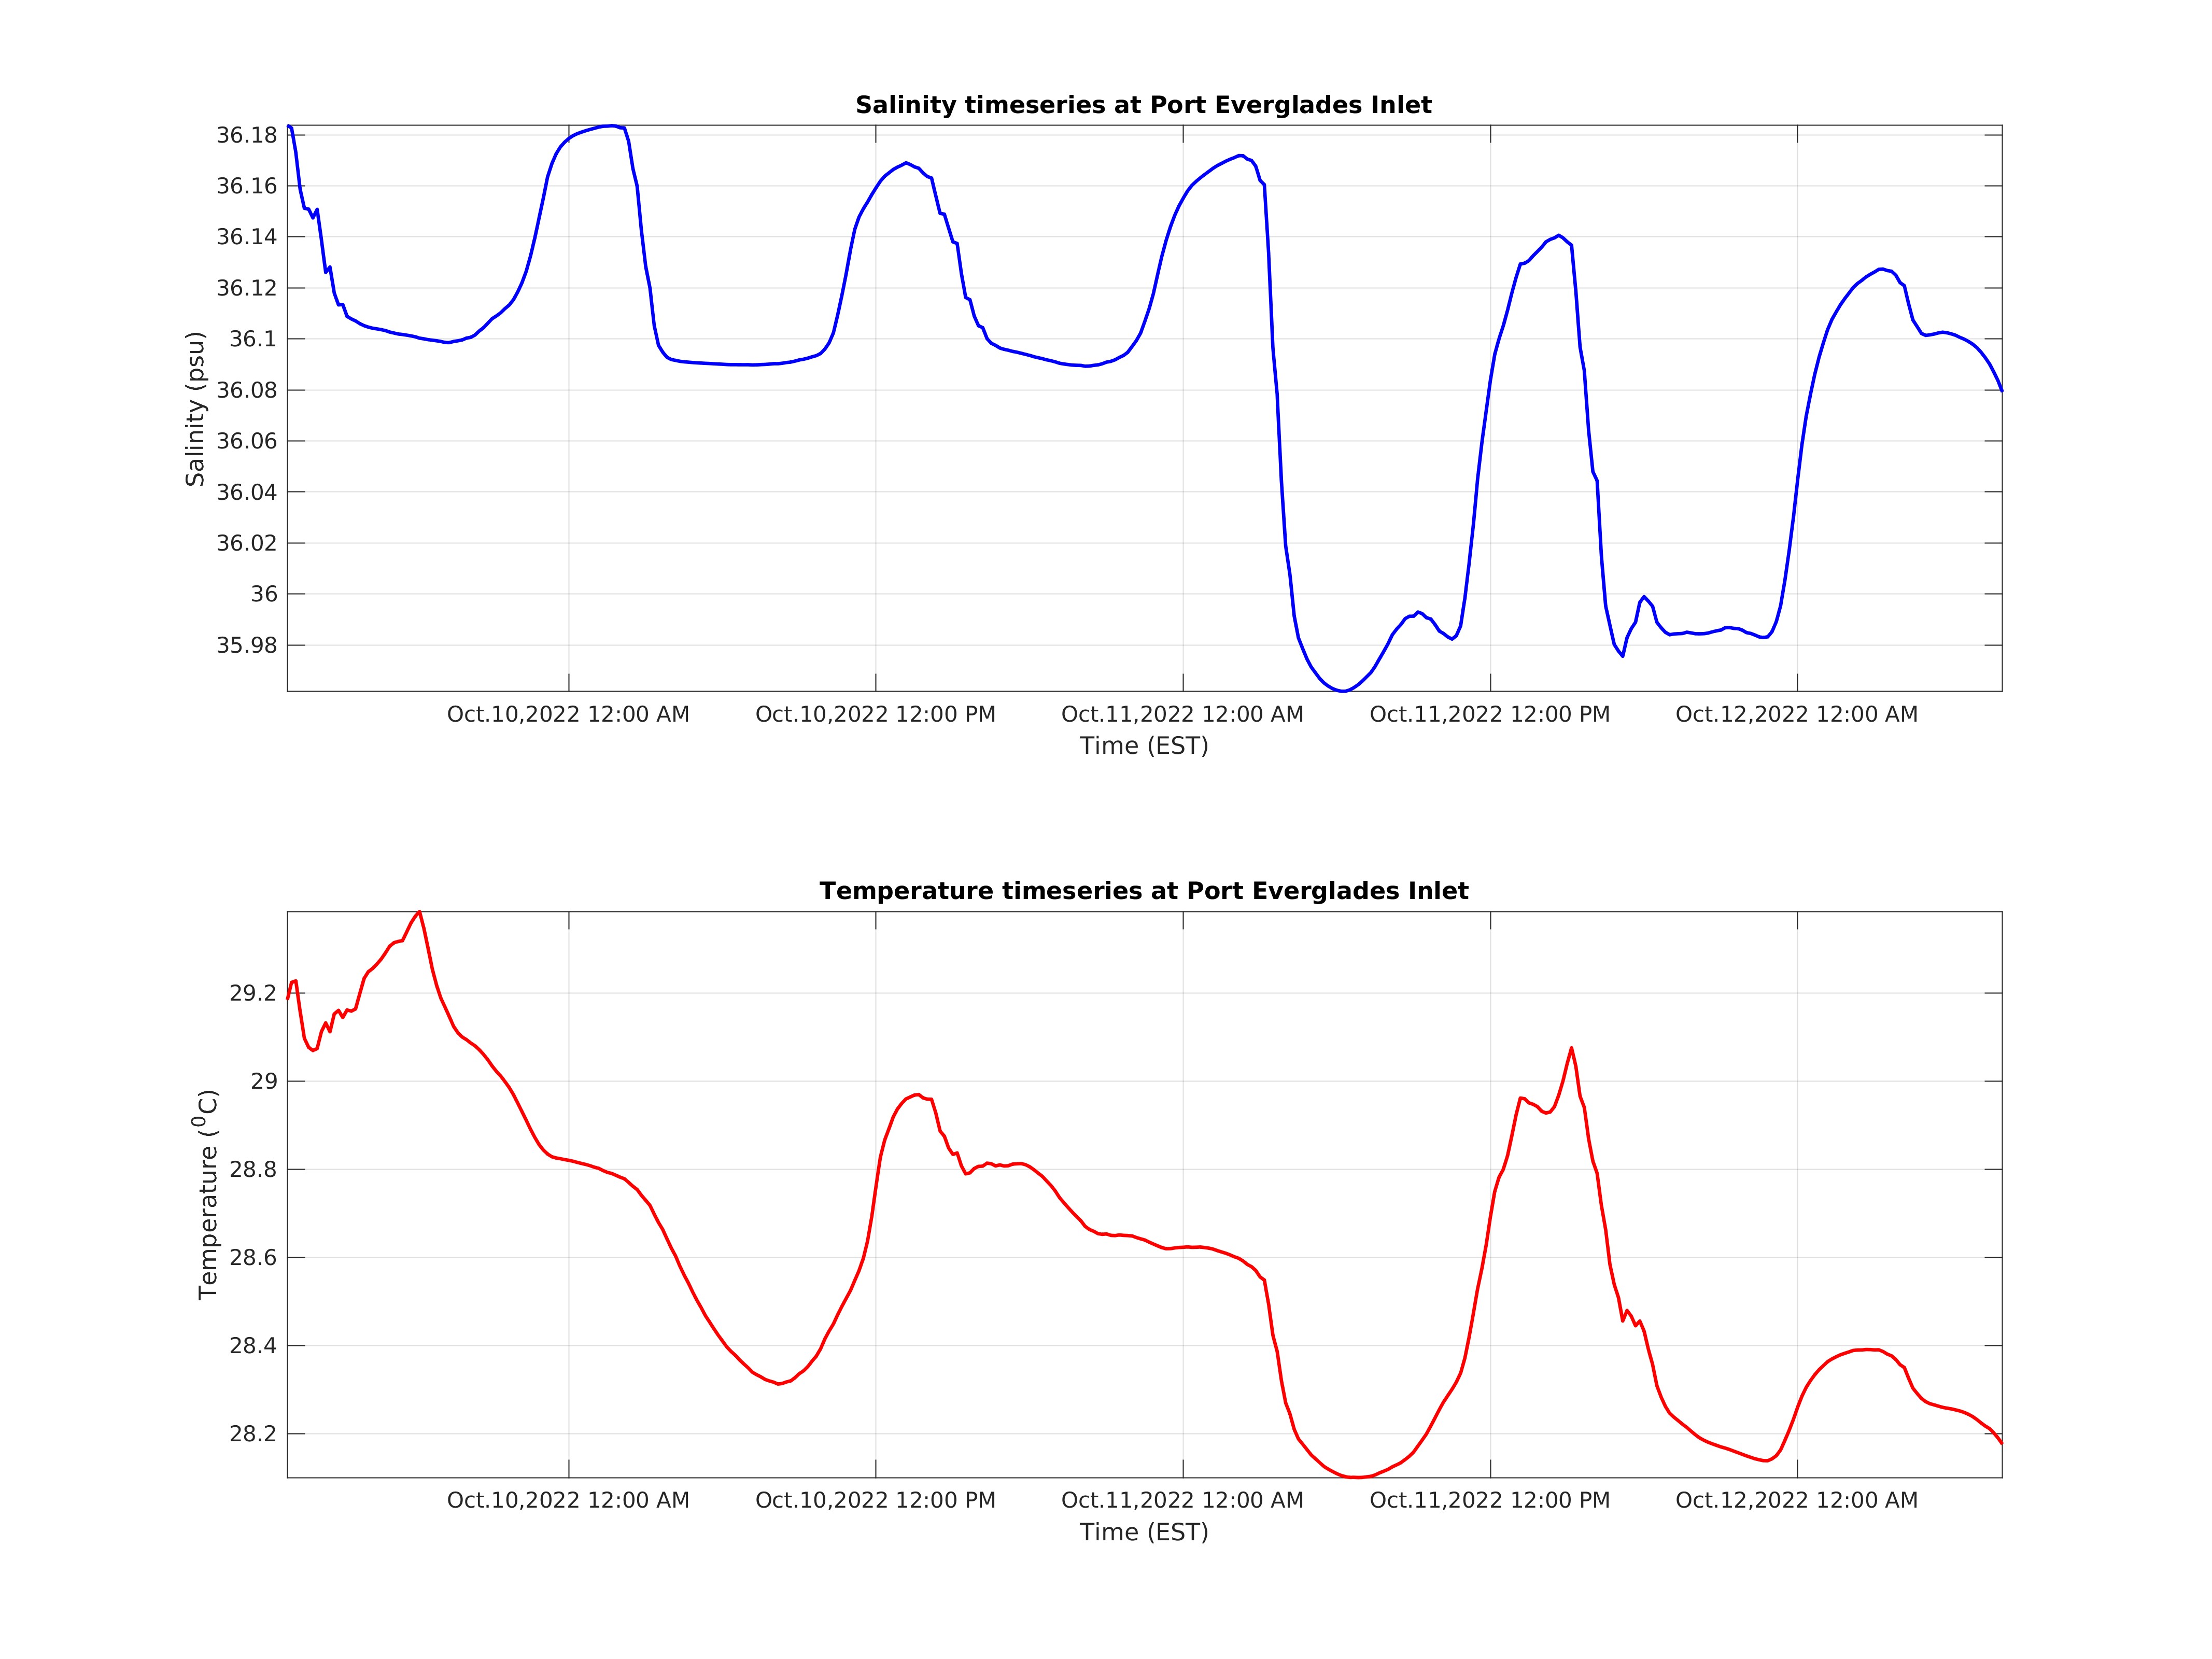 Salinity timeseries at Port Everglades Inlet
36.18
36.16
36.14
36.12
36.1
36.08
36.06
36.04
36.02
36
35.98
Salinity (psu)
Oct.10,2022 12:00 AM Oct.10,2022 12:00 PM Oct.11,2022 12:00 AM Oct.11,2022 12:00 PM Oct.12,2022 12:00 AM
Time (EST)
Temperature timeseries at Port Everglades Inlet
29.2
29
28.8
28.6
28.4
28.2
Temperature (⁰C)
Oct.10,2022 12:00 AM Oct.10,2022 12:00 PM Oct.11,2022 12:00 AM Oct.11,2022 12:00 PM Oct.12,2022 12:00 AM
Time (EST)